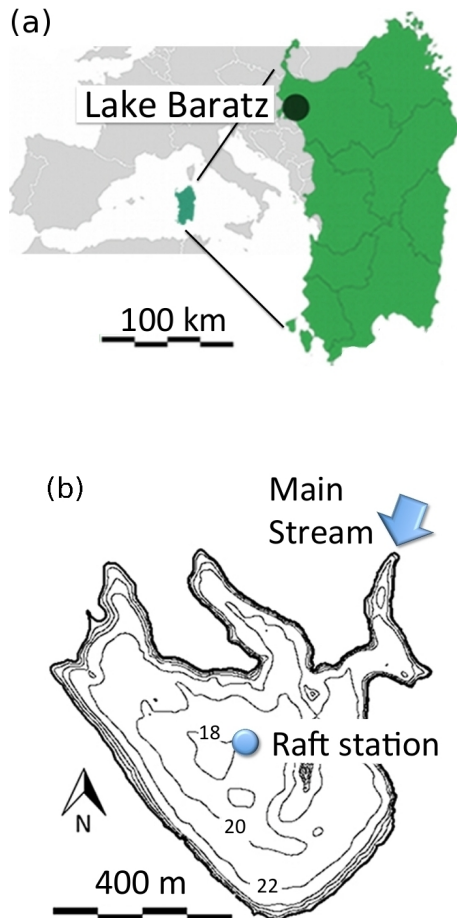 (a)
Lake Baratz
100 km
(b)
Main
Stream
18
Raft station
N
20
400 m
22